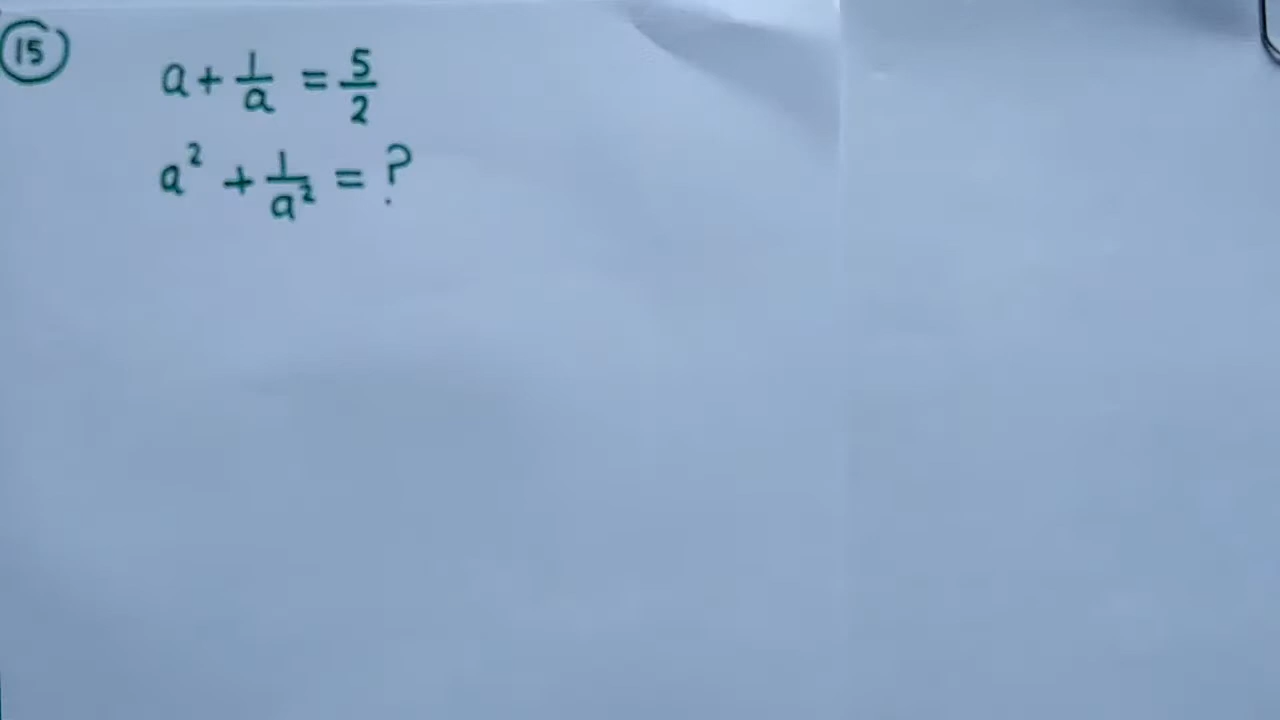 15
a + 1/a = 5/2
a² + 1/a² = ?